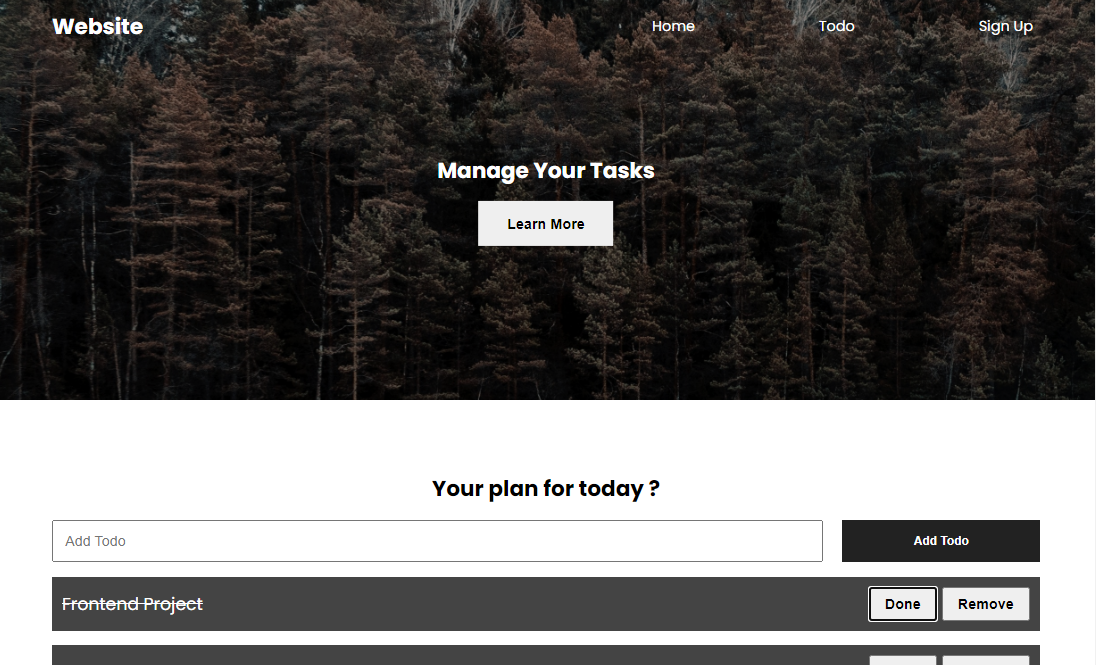 Website Home Todo Sign Up
Manage Your Tasks
Learn More
Your plan for today ?
Add Todo Add Todo
Frontend Project Done Remove